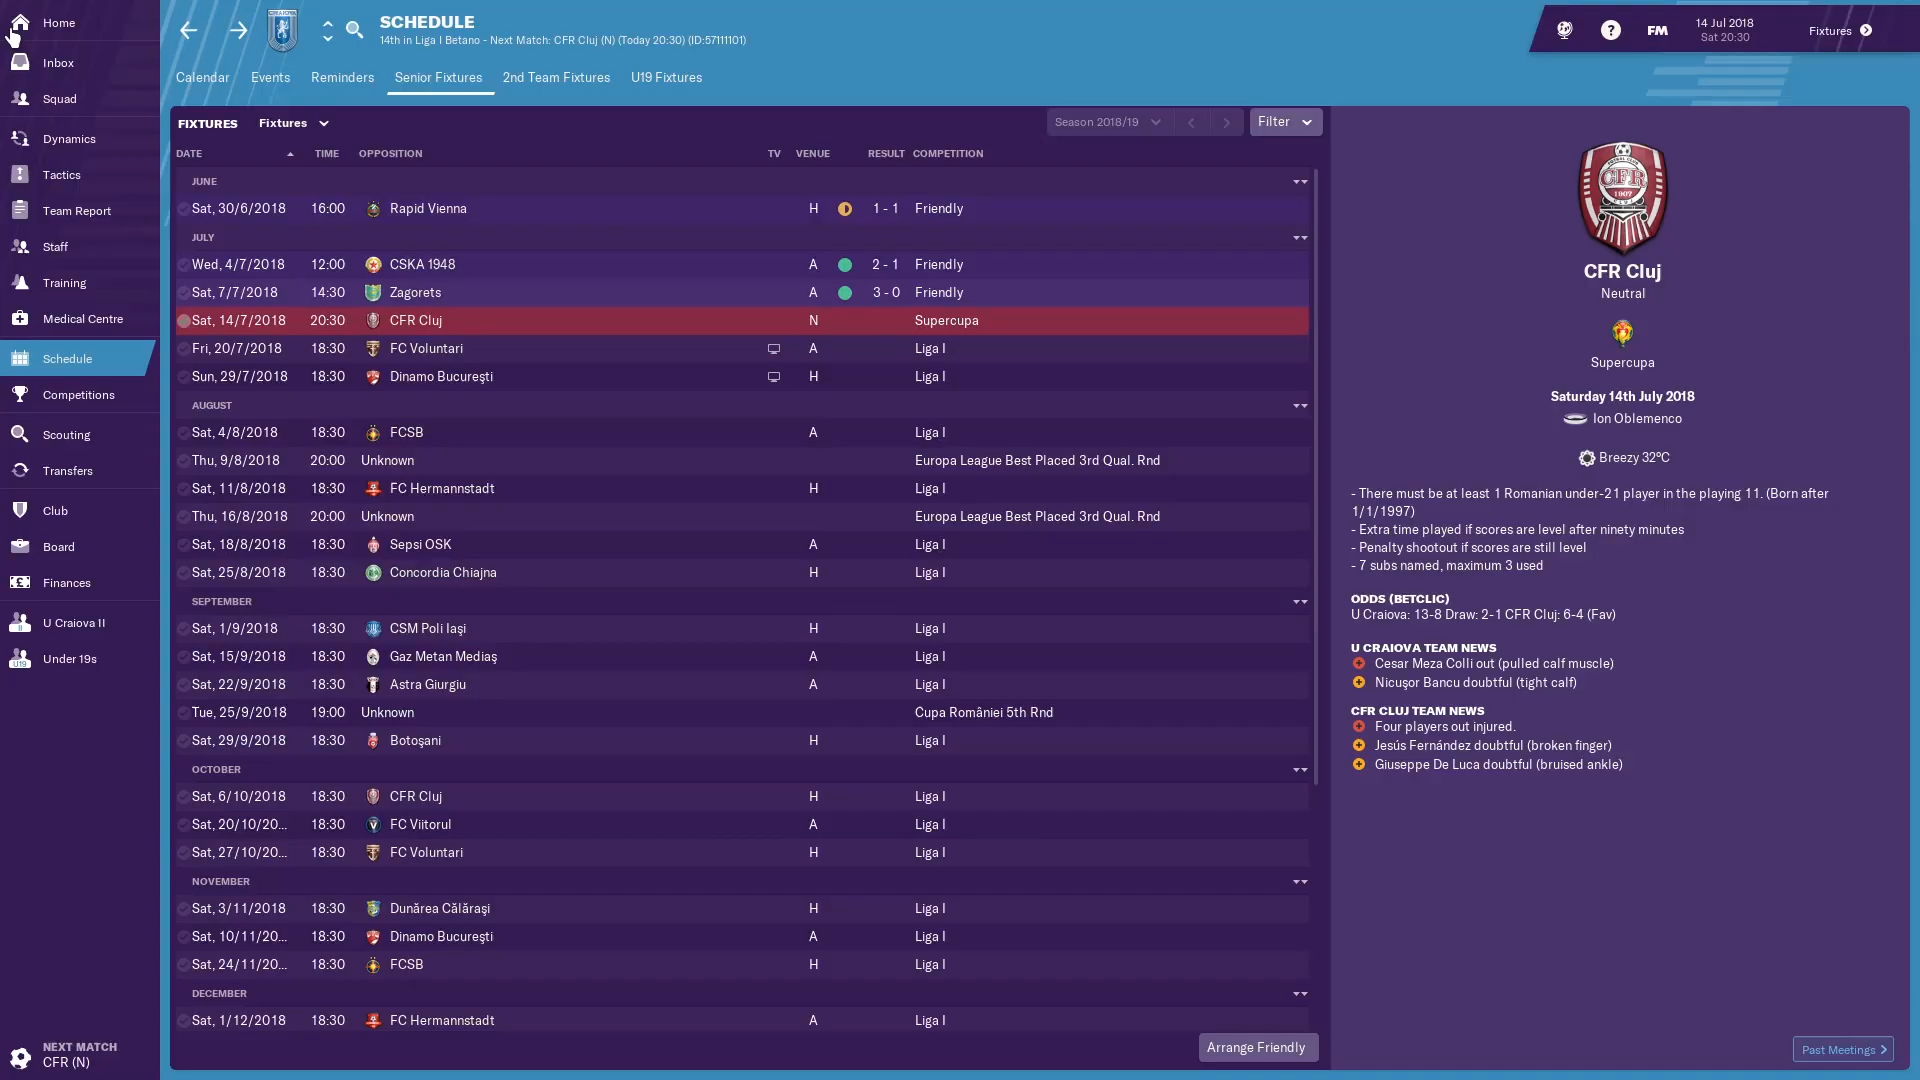 Home
Inbox
Squad
Dynamics
Tactics
Team Report
Staff
Training
Medical Centre
Schedule
Competitions
Scouting
Transfers
Club
Board
Finances
U Craiova II
Under 19s
NEXT MATCH
CFR (N)
SCHEDULE
14th in Liga I Betano - Next Match: CFR Cluj (N) (Today 20:30) (ID:57111101)
FM
14 Jul 2018
Sat 20:30
Fixtures
Calendar Events Reminders Senior Fixtures 2nd Team Fixtures U19 Fixtures
FIXTURES Fixtures Season 2018/19 Filter
DATE TIME OPPOSITION TV VENUE RESULT COMPETITION
JUNE
Sat, 30/6/2018 16:00 Rapid Vienna H 1 - 1 Friendly
JULY
Wed, 4/7/2018 12:00 CSKA 1948 A 2 - 1 Friendly
Sat, 7/7/2018 14:30 Zagorets A 3 - 0 Friendly
Sat, 14/7/2018 20:30 CFR Cluj N Supercupa
Fri, 20/7/2018 18:30 FC Voluntari A Liga I
Sun, 29/7/2018 18:30 Dinamo Bucureşti H Liga I
AUGUST
Sat, 4/8/2018 18:30 FCSB A Liga I
Thu, 9/8/2018 20:00 Unknown Europa League Best Placed 3rd Qual. Rnd
Sat, 11/8/2018 18:30 FC Hermannstadt H Liga I
Thu, 16/8/2018 20:00 Unknown Europa League Best Placed 3rd Qual. Rnd
Sat, 18/8/2018 18:30 Sepsi OSK A Liga I
Sat, 25/8/2018 18:30 Concordia Chiajna H Liga I
SEPTEMBER
Sat, 1/9/2018 18:30 CSM Poli Iaşi H Liga I
Sat, 15/9/2018 18:30 Gaz Metan Mediaş A Liga I
Sat, 22/9/2018 18:30 Astra Giurgiu A Liga I
Tue, 25/9/2018 19:00 Unknown Cupa României 5th Rnd
Sat, 29/9/2018 18:30 Botoşani H Liga I
OCTOBER
Sat, 6/10/2018 18:30 CFR Cluj H Liga I
Sat, 20/10/20... 18:30 FC Viitorul A Liga I
Sat, 27/10/20... 18:30 FC Voluntari H Liga I
NOVEMBER
Sat, 3/11/2018 18:30 Dunărea Călăraşi H Liga I
Sat, 10/11/20... 18:30 Dinamo Bucureşti A Liga I
Sat, 24/11/20... 18:30 FCSB H Liga I
DECEMBER
Sat, 1/12/2018 18:30 FC Hermannstadt A Liga I
Arrange Friendly
CFR
1907
CFR Cluj
Neutral
Supercupa
Saturday 14th July 2018
Ion Oblemenco
Breezy 32ºC
- There must be at least 1 Romanian under-21 player in the playing 11. (Born after
1/1/1997)
- Extra time played if scores are level after ninety minutes
- Penalty shootout if scores are still level
- 7 subs named, maximum 3 used
ODDS (BETCLIC)
U Craiova: 13-8 Draw: 2-1 CFR Cluj: 6-4 (Fav)
U CRAIOVA TEAM NEWS
Cesar Meza Colli out (pulled calf muscle)
Nicuşor Bancu doubtful (tight calf)
CFR CLUJ TEAM NEWS
Four players out injured.
Jesús Fernández doubtful (broken finger)
Giuseppe De Luca doubtful (bruised ankle)
Past Meetings